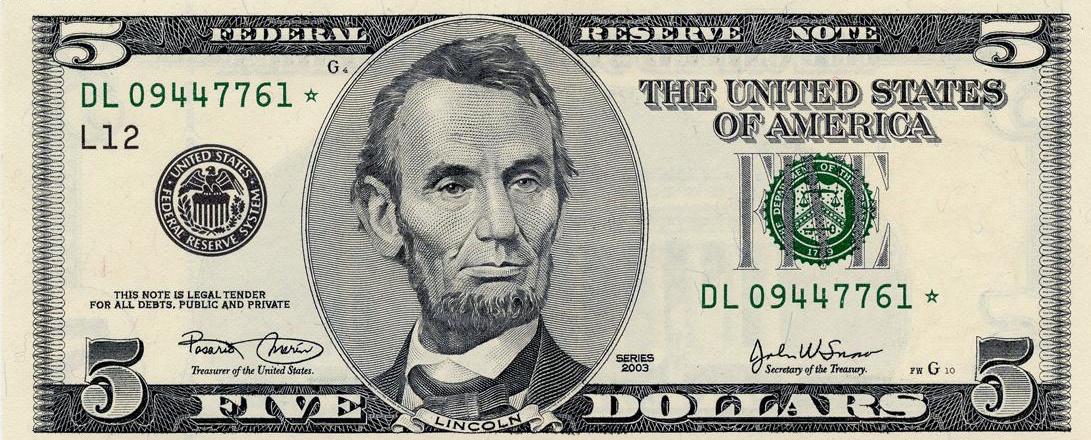 5 FEDERAL RESERVE NOTE 5
G 4
DL 09447761 ☆
L12
THE UNITED STATES
OF AMERICA
UNITED STATES
FEDERAL RESERVE SYSTEM
FIVE
THE DEPARTMENT OF THE
1789
DL 09447761 ☆
THIS NOTE IS LEGAL TENDER
FOR ALL DEBTS, PUBLIC AND PRIVATE
Rosario Marin
Treasurer of the United States.
SERIES
2003
John W Snow
Secretary of the Treasury.
FW G 10
5 FIVE DOLLARS 5
LINCOLN